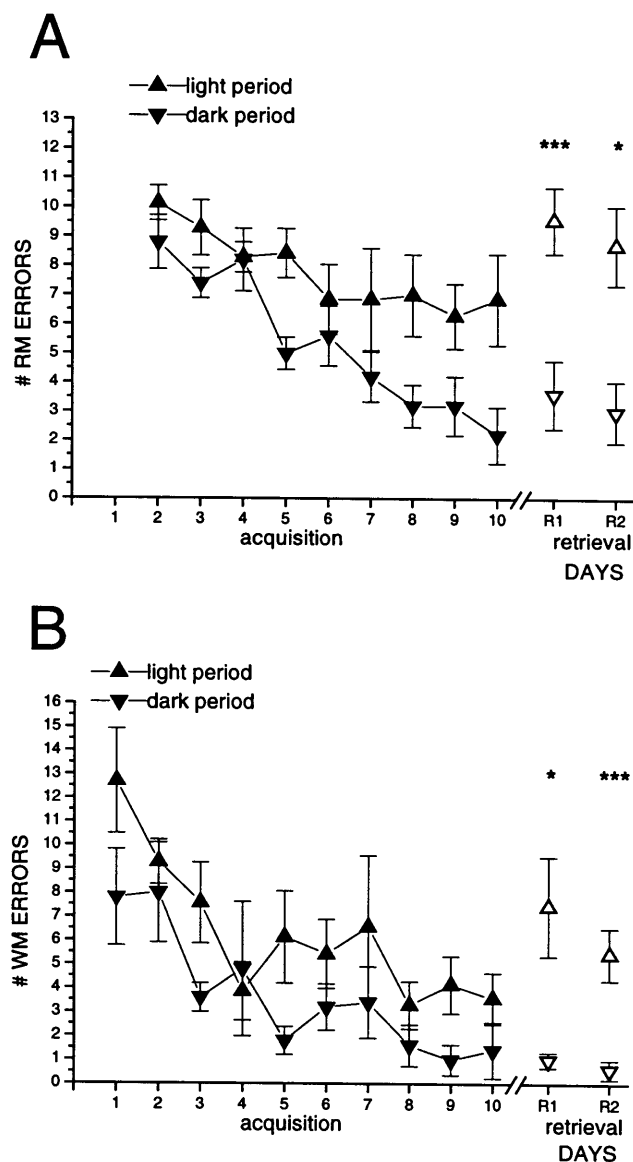 A
light period
dark period
# RM ERRORS
13
12
11
10
9
8
7
6
5
4
3
2
1
0
*** *
1 2 3 4 5 6 7 8 9 10 R1 R2
acquisition retrieval
DAYS
B
light period
dark period
# WM ERRORS
16
15
14
13
12
11
10
9
8
7
6
5
4
3
2
1
0
* ***
1 2 3 4 5 6 7 8 9 10 R1 R2
acquisition retrieval
DAYS